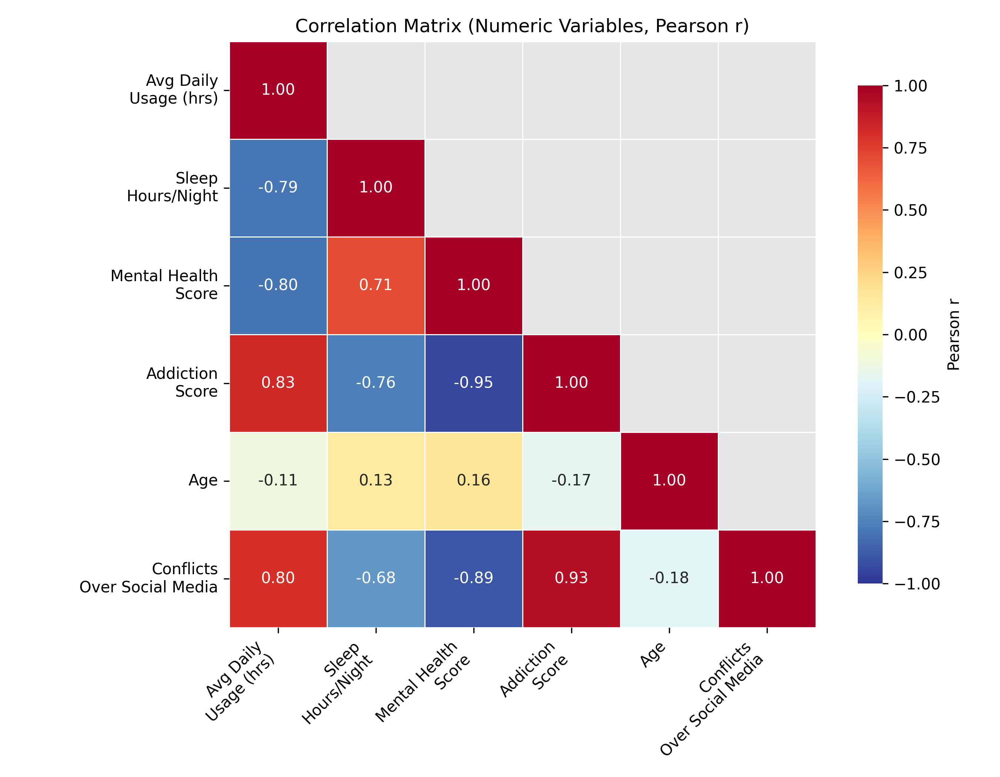 Correlation Matrix (Numeric Variables, Pearson r)
Avg Daily
Usage (hrs)
1.00
Sleep
Hours/Night
-0.79 1.00
Mental Health
Score
-0.80 0.71 1.00
Addiction
Score
0.83 -0.76 -0.95 1.00
Age
-0.11 0.13 0.16 -0.17 1.00
Conflicts
Over Social Media
0.80 -0.68 -0.89 0.93 -0.18 1.00
Avg Daily
Usage (hrs)
Sleep
Hours/Night
Mental Health
Score
Addiction
Score
Age
Conflicts
Over Social Media
1.00
0.75
0.50
0.25
0.00
−0.25
−0.50
−0.75
−1.00
Pearson r